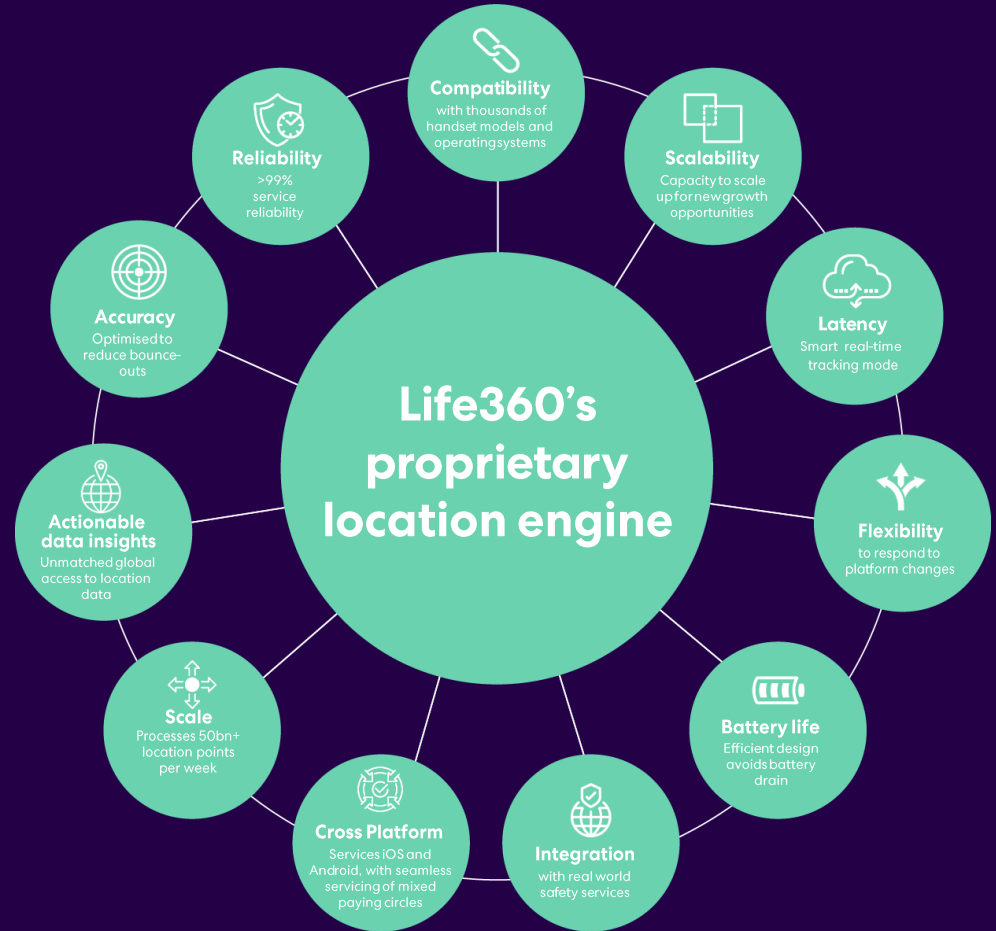 Life360's
proprietary
location engine
Compatibility
with thousands of
handset models and
operating systems
Scalability
Capacity to scale
up for new growth
opportunities
Latency
Smart real-time
tracking mode
Flexibility
to respond to
platform changes
Battery life
Efficient design
avoids battery
drain
Integration
with real world
safety services
Cross Platform
Services iOS and
Android, with seamless
servicing of mixed
paying circles
Scale
Processes 50bn+
location points
per week
Actionable
data insights
Unmatched global
access to location
data
Accuracy
Optimised to
reduce bounce-
outs
Reliability
>99%
service
reliability